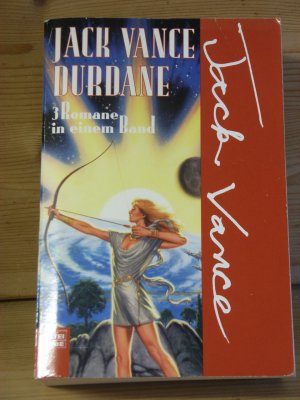 JACK VANCE
DURDANE
3 Romane
in einem Band
Jack Vance